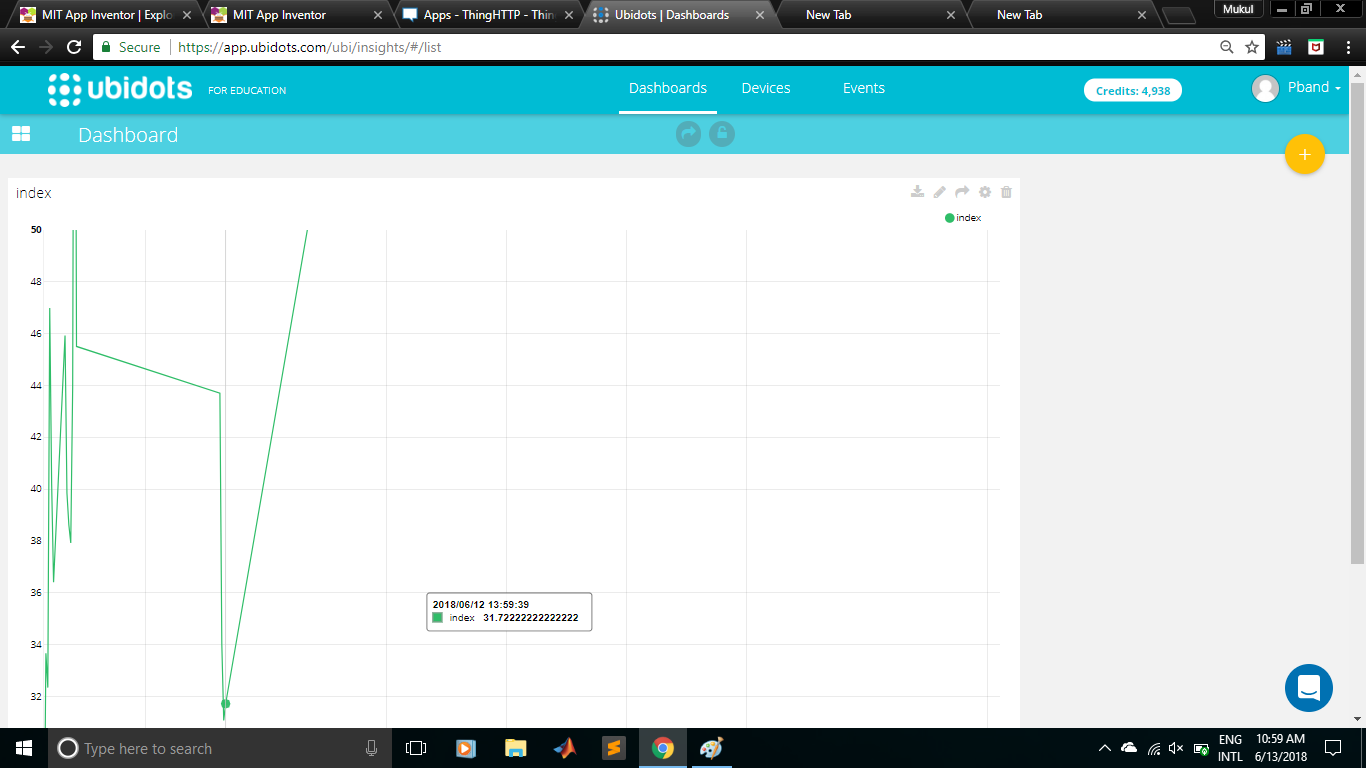 MIT App Inventor | Explo
MIT App Inventor
Apps - ThingHTTP - Thin
Ubidots | Dashboards
New Tab
New Tab
Mukul
Secure
https://app.ubidots.com/ubi/insights/#/list
ubidots
FOR EDUCATION
Dashboards
Devices
Events
Credits: 4,938
Pband
Dashboard
+
index
index
50
48
46
44
42
40
38
36
34
32
2018/06/12 13:59:39
index 31.72222222222222
Type here to search
ENG
INTL
10:59 AM
6/13/2018